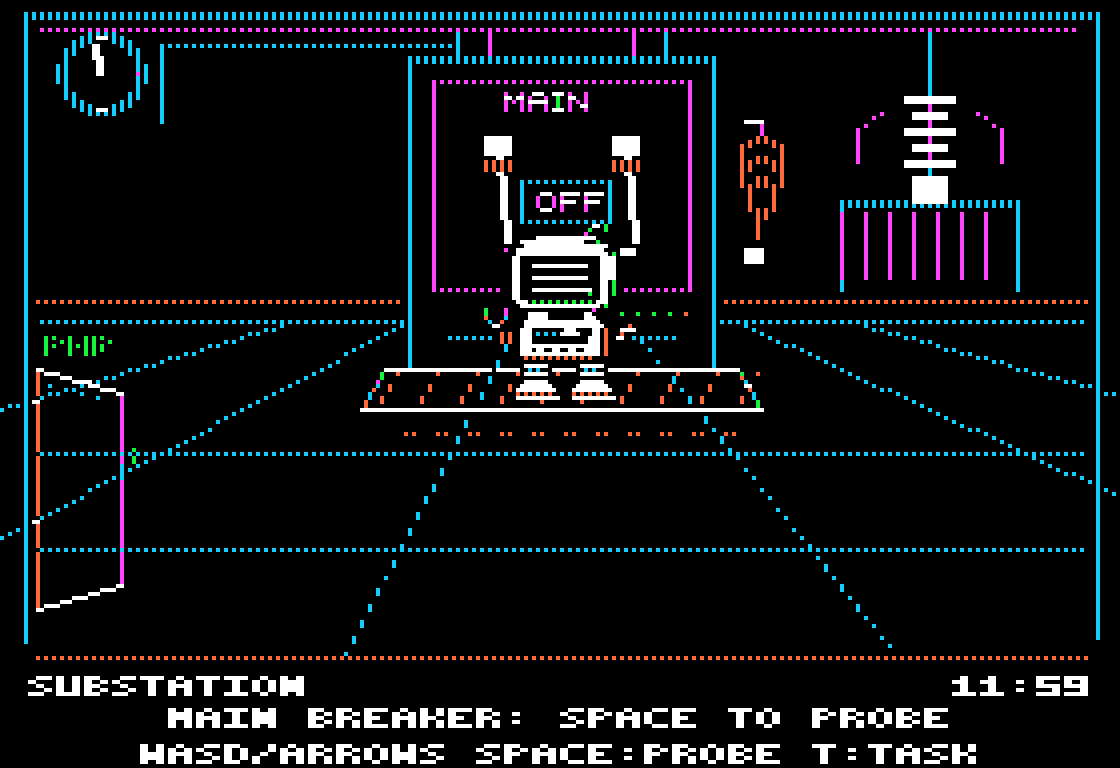 MAIN
OFF
SUBSTATION 11:59
MAIN BREAKER: SPACE TO PROBE
WASD/ARROWS SPACE:PROBE T:TASK